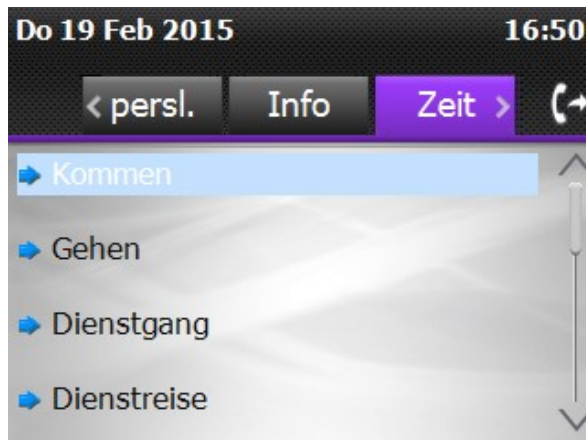 Do 19 Feb 2015 16:50
< persl. Info Zeit >
Kommen
Gehen
Dienstgang
Dienstreise